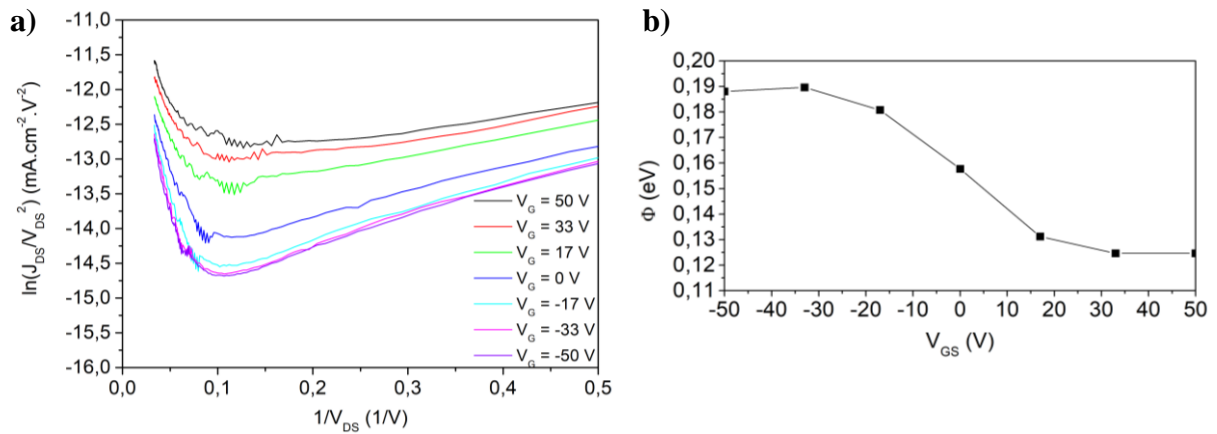 a)
ln(J_DS/V_DS²) (mA.cm⁻².V⁻²)
-11,0
-11,5
-12,0
-12,5
-13,0
-13,5
-14,0
-14,5
-15,0
-15,5
-16,0
0,0 0,1 0,2 0,3 0,4 0,5
1/V_DS (1/V)
V_G = 50 V
V_G = 33 V
V_G = 17 V
V_G = 0 V
V_G = -17 V
V_G = -33 V
V_G = -50 V
b)
Φ (eV)
0,20
0,19
0,18
0,17
0,16
0,15
0,14
0,13
0,12
0,11
-50 -40 -30 -20 -10 0 10 20 30 40 50
V_GS (V)